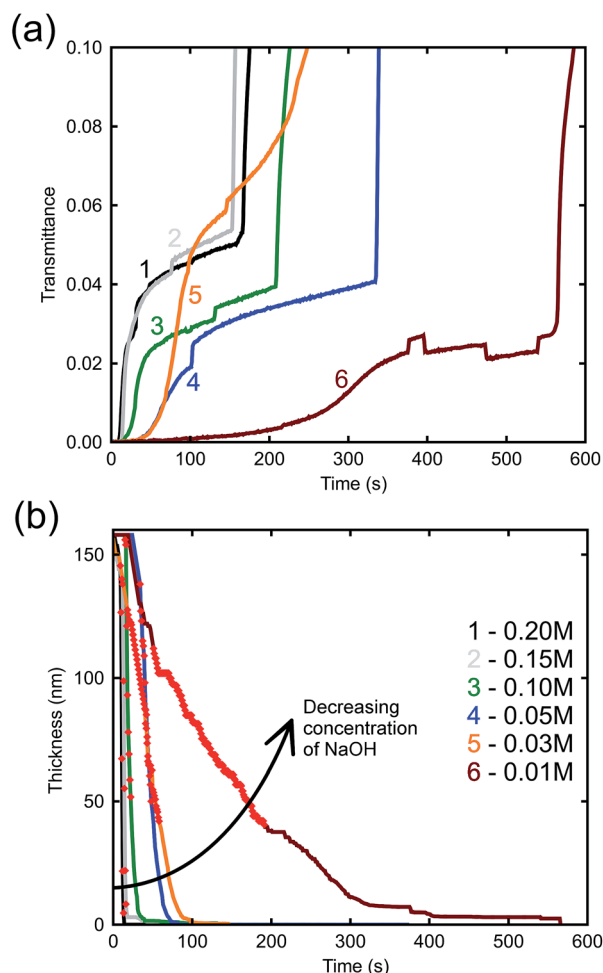 (a)
0.10
0.08
0.06
0.04
0.02
0.00
Transmittance
1
2
3
4
5
6
0 100 200 300 400 500 600
Time (s)
(b)
150
100
50
0
Thickness (nm)
Decreasing
concentration
of NaOH
1 - 0.20M
2 - 0.15M
3 - 0.10M
4 - 0.05M
5 - 0.03M
6 - 0.01M
0 100 200 300 400 500 600
Time (s)